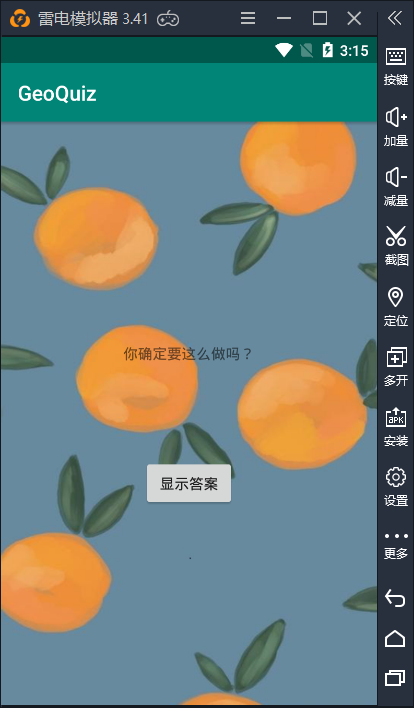 雷电模拟器 3.41
3:15
GeoQuiz
你确定要这么做吗？
显示答案
按键
加量
减量
截图
定位
多开
APK
安装
设置
更多